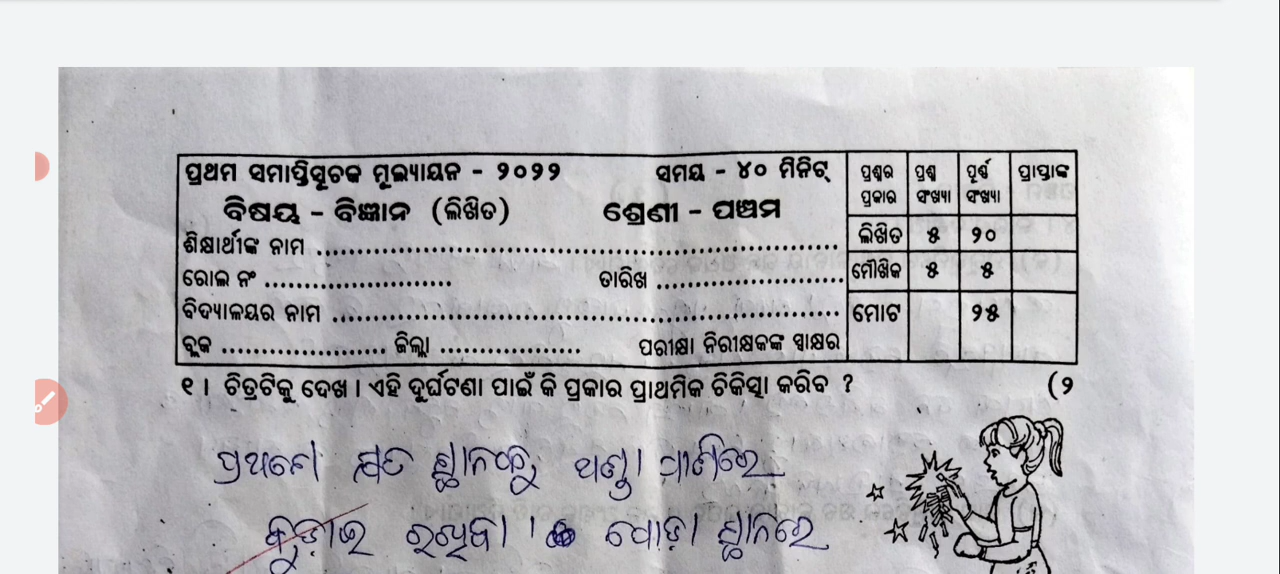 ପ୍ରଥମ ସମାପ୍ତିସୂଚକ ମୂଲ୍ୟାୟନ - ୨୦୨୨ ସମୟ - ୪୦ ମିନିଟ୍ ପ୍ରଶ୍ନର ପ୍ରକାର ପ୍ରଶ୍ନ ସଂଖ୍ୟା ପୂର୍ଣ୍ଣ ସଂଖ୍ୟା ପ୍ରାପ୍ତାଙ୍କ
ବିଷୟ - ବିଜ୍ଞାନ (ଲିଖିତ) ଶ୍ରେଣୀ - ପଞ୍ଚମ
ଲିଖିତ ୫ ୨୦
ଶିକ୍ଷାର୍ଥୀଙ୍କ ନାମ ..........
ରୋଲ ନଂ .......... ତାରିଖ .......... ମୌଖିକ ୫ ୫
ବିଦ୍ୟାଳୟର ନାମ .......... ମୋଟ ୨୫
ବ୍ଲକ .......... ଜିଲ୍ଲା .......... ପରୀକ୍ଷା ନିରୀକ୍ଷକଙ୍କ ସ୍ୱାକ୍ଷର
୧। ଚିତ୍ରଟିକୁ ଦେଖ। ଏହି ଦୁର୍ଘଟଣା ପାଇଁ କି ପ୍ରକାର ପ୍ରାଥମିକ ଚିକିତ୍ସା କରିବ ? (୨
ପ୍ରଥମେ କ୍ଷତ ସ୍ଥାନକୁ ଥଣ୍ଡା ପାଣିରେ
ବୁଡ଼ାଇ ରଖିବା । ପୋଡ଼ା ସ୍ଥାନରେ